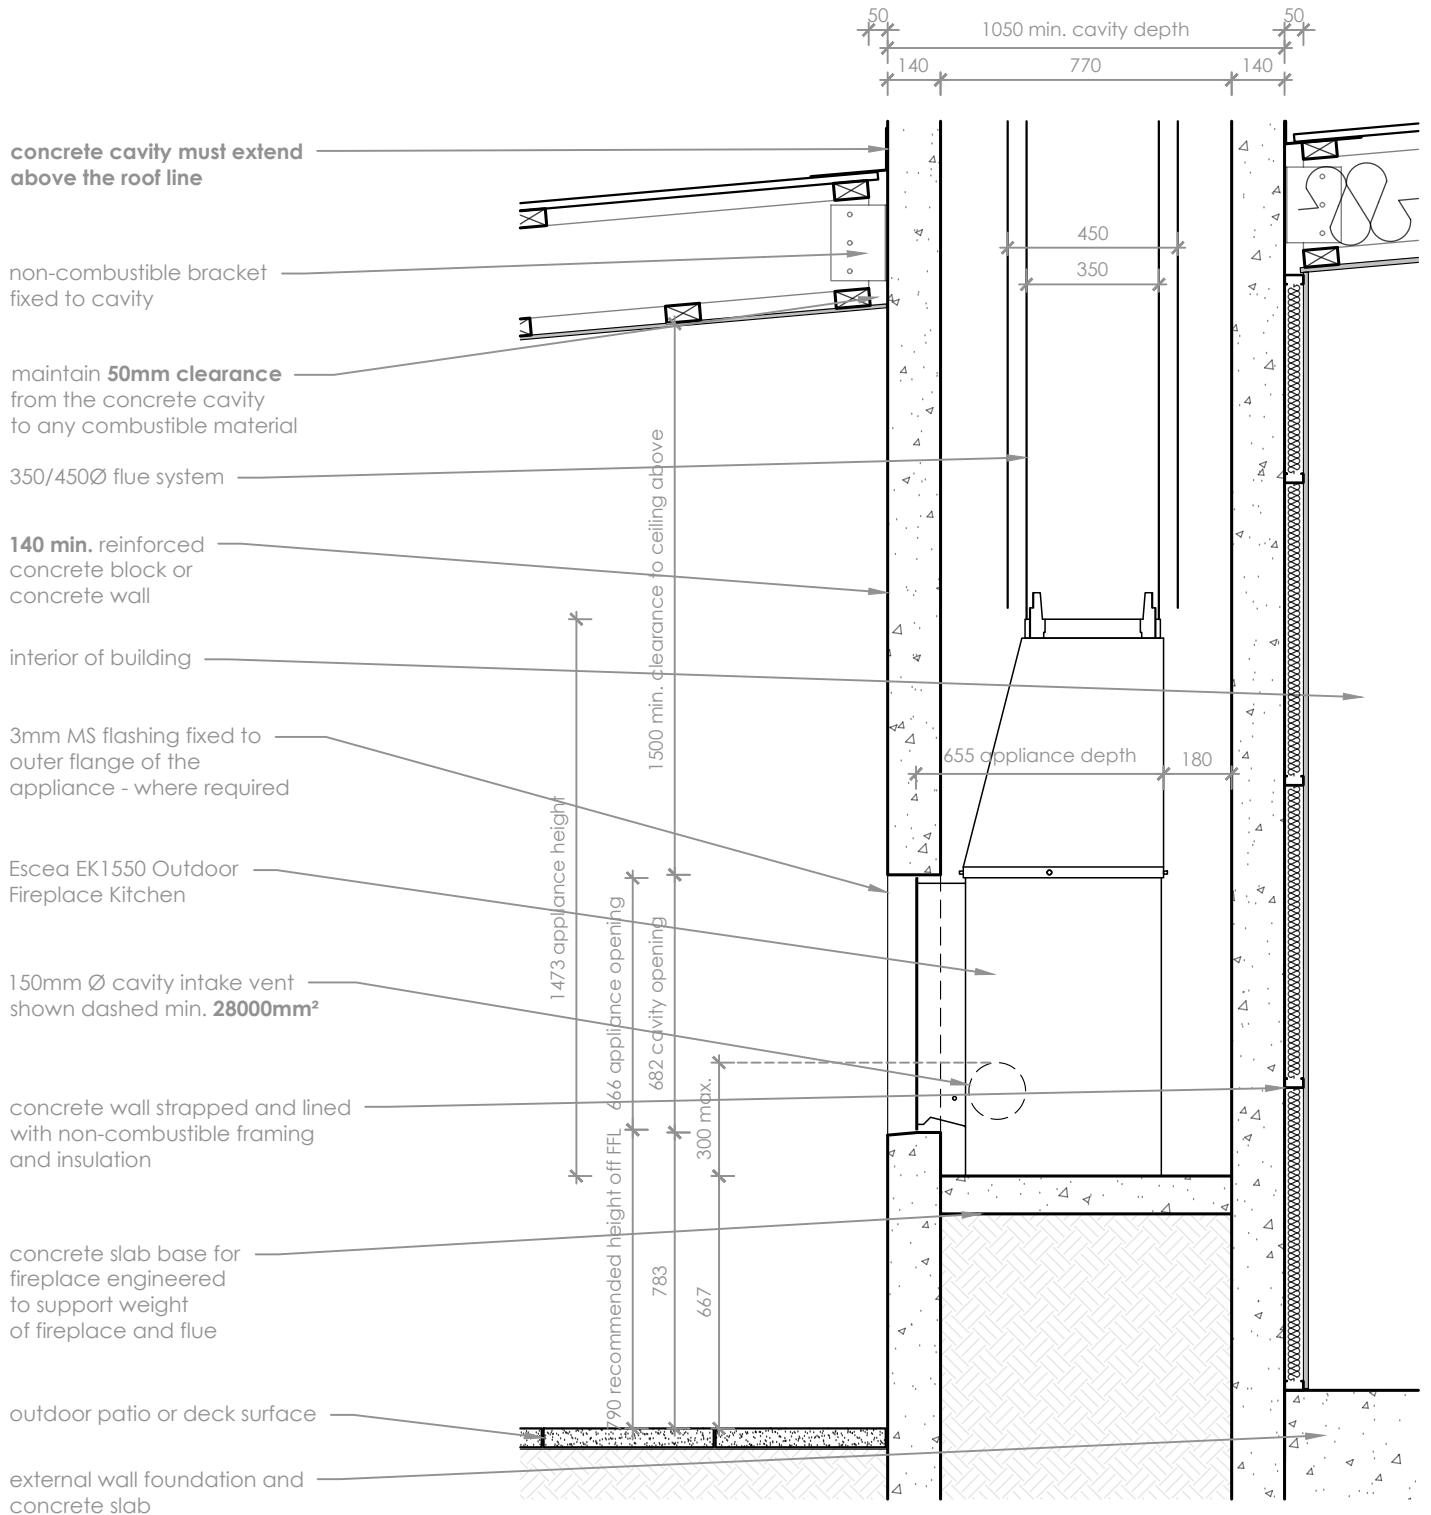 50
1050 min. cavity depth
50
140
770
140
concrete cavity must extend
above the roof line
450
350
non-combustible bracket
fixed to cavity
maintain 50mm clearance
from the concrete cavity
to any combustible material
350/450Ø flue system
1500 min. clearance to ceiling above
140 min. reinforced
concrete block or
concrete wall
interior of building
3mm MS flashing fixed to
outer flange of the
appliance - where required
655 appliance depth
180
1473 appliance height
Escea EK1550 Outdoor
Fireplace Kitchen
666 appliance opening
682 cavity opening
150mm Ø cavity intake vent
shown dashed min. 28000mm²
300 max.
concrete wall strapped and lined
with non-combustible framing
and insulation
790 recommended height off FFL
783
667
concrete slab base for
fireplace engineered
to support weight
of fireplace and flue
outdoor patio or deck surface
external wall foundation and
concrete slab